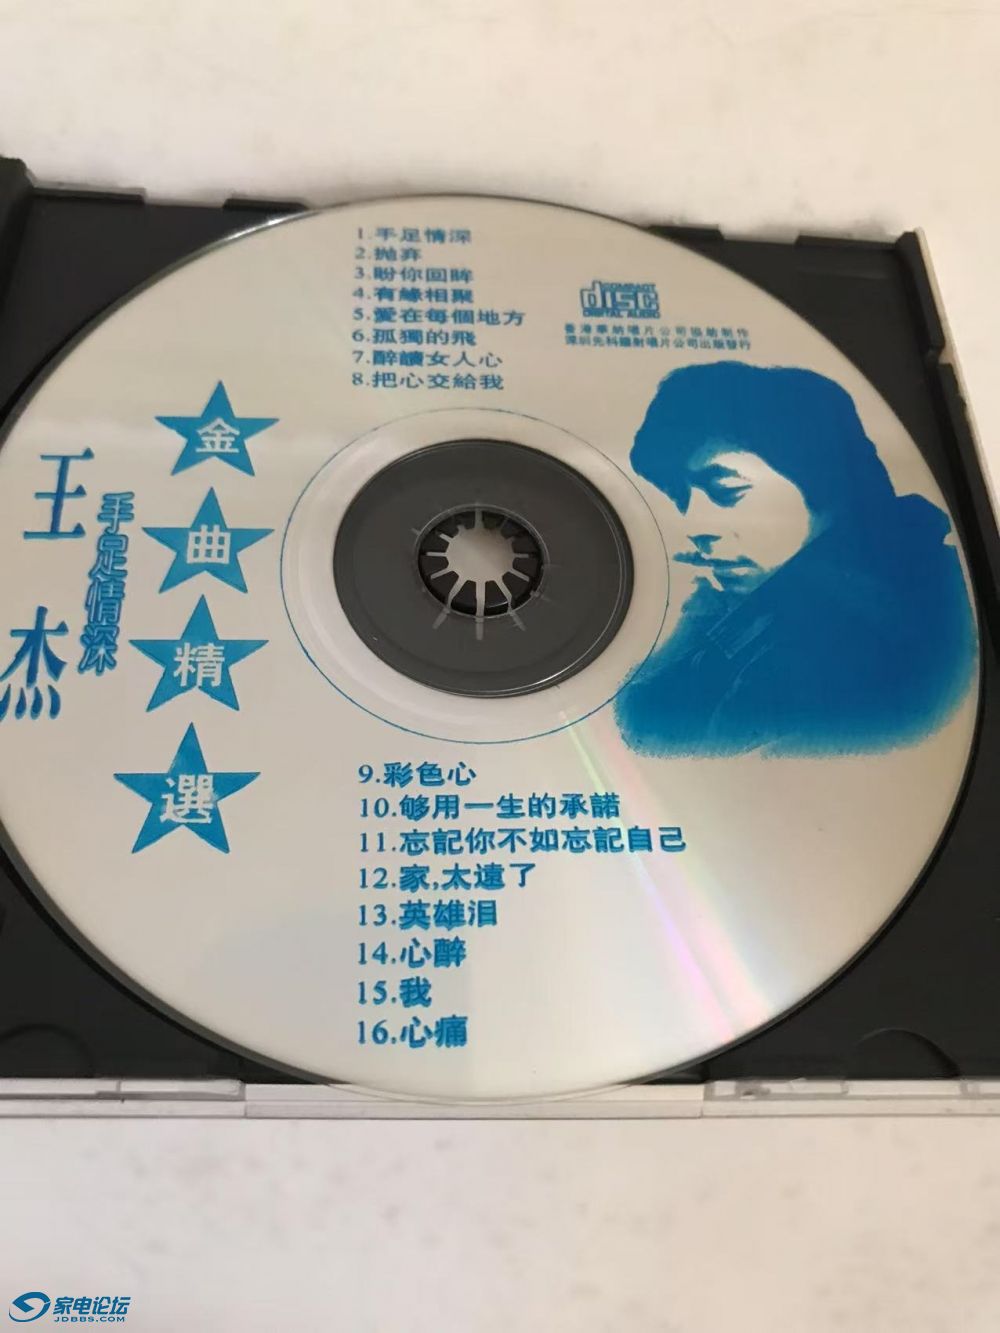 1.手足情深
2.抛弃
3.盼你回眸
4.有緣相聚
5.愛在每個地方
6.孤獨的飛
7.醉讀女人心
8.把心交給我
COMPACT
disc
DIGITAL AUDIO
香港華納唱片公司協助制作
深圳先科鐳射唱片公司出版發行
金曲精選
王杰
手足情深
9.彩色心
10.够用一生的承諾
11.忘記你不如忘記自己
12.家,太遠了
13.英雄泪
14.心醉
15.我
16.心痛
家电论坛
JDBBS.COM